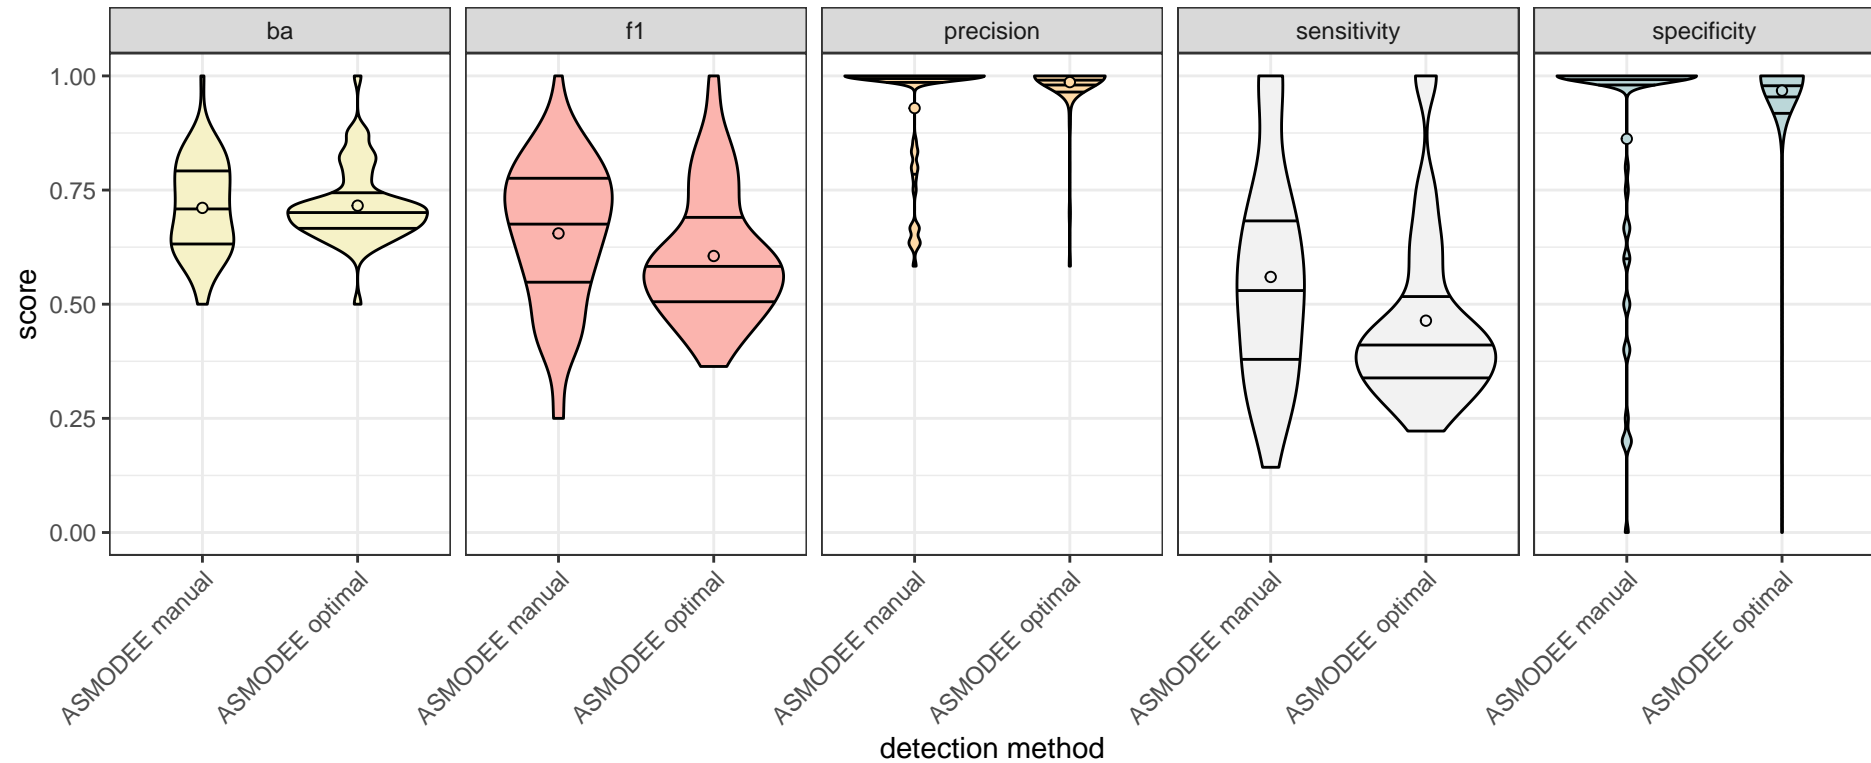 ba
f1
precision
sensitivity
specificity
score
1.00
0.75
0.50
0.25
0.00
ASMODEE manual
ASMODEE optimal
ASMODEE manual
ASMODEE optimal
ASMODEE manual
ASMODEE optimal
ASMODEE manual
ASMODEE optimal
ASMODEE manual
ASMODEE optimal
detection method